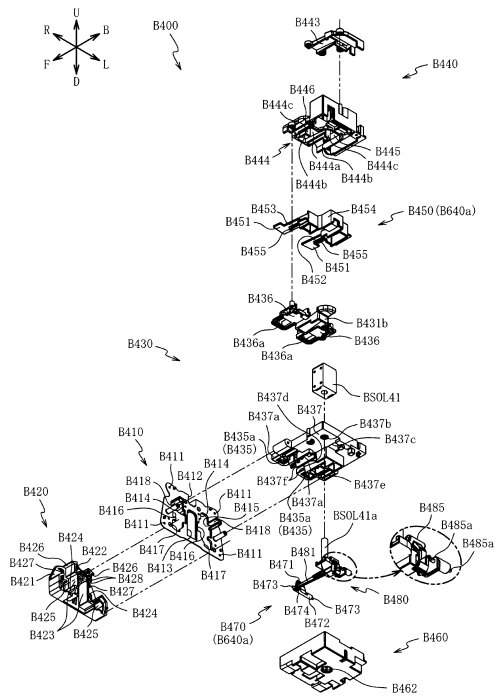 U
R
B
F
L
D
B400
B443
B440
B446
B444c
B444
B445
B444a
B444c
B444b
B444b
B453
B454
B450(B640a)
B451
B455
B455
B451
B452
B436
B431b
B436a
B436
B436a
B430
BSOL41
B437d
B437
B437a
B437b
B435a
(B435)
B437c
B410
B411
B414
B437f
B437e
B437a
B418
B412
B411
B435a
(B435)
B414
B415
B420
B416
B418
BSOL41a
B485
B424
B411
B426
B422
B417
B416
B411
B481
B485a
B427
B426
B413
B471
B485a
B428
B417
B421
B427
B473
B480
B424
B425
B474
B473
B423
B425
B470
B472
(B640a)
B460
B462